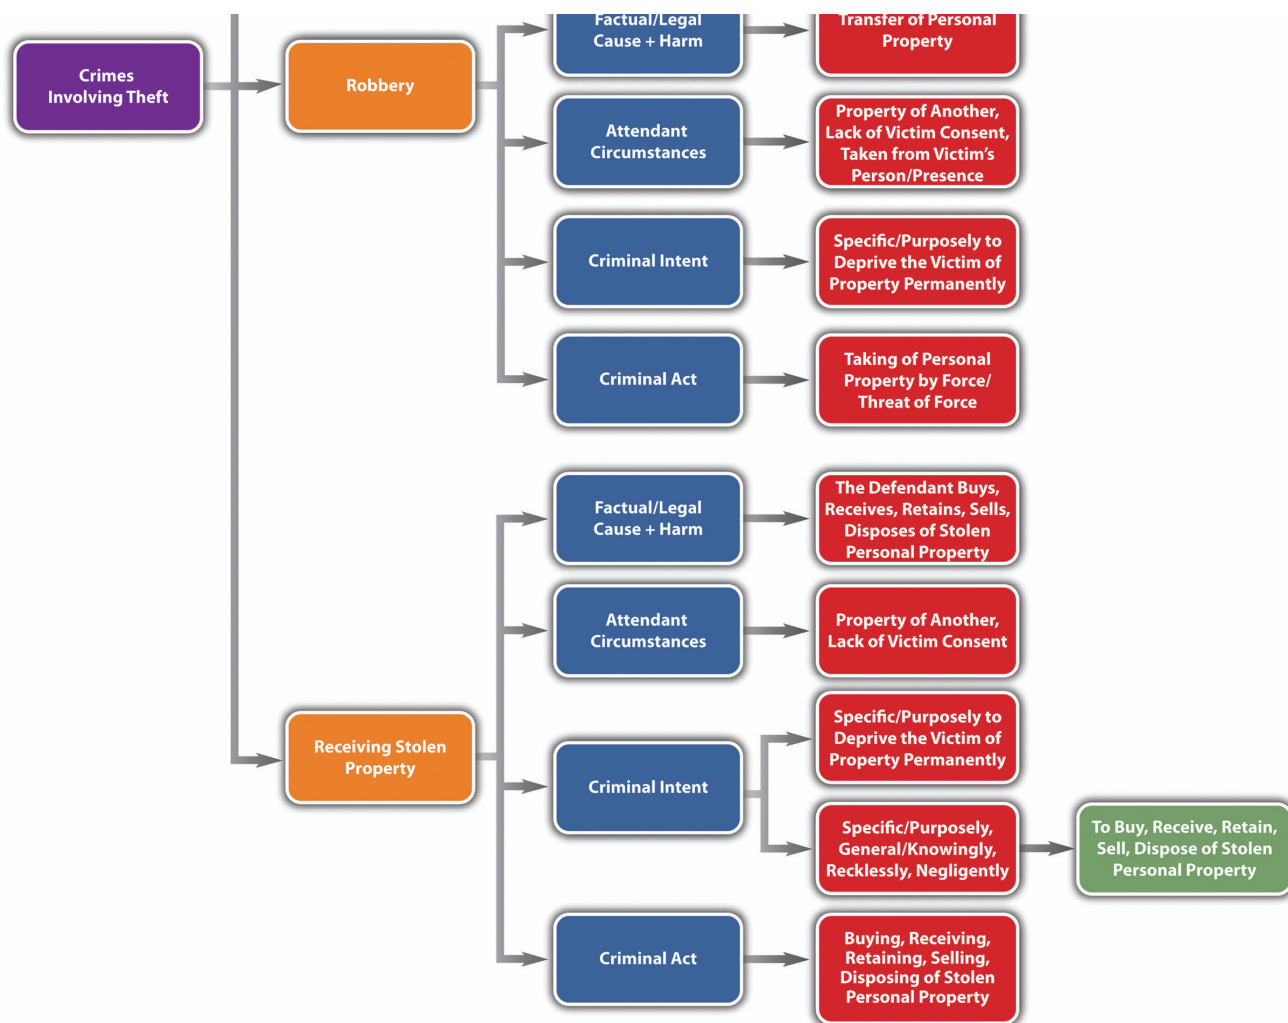 Crimes
Involving Theft
Robbery
Factual/Legal
Cause + Harm
Transfer of Personal
Property
Attendant
Circumstances
Property of Another,
Lack of Victim Consent,
Taken from Victim’s
Person/Presence
Criminal Intent
Specific/Purposely to
Deprive the Victim of
Property Permanently
Criminal Act
Taking of Personal
Property by Force/
Threat of Force
Receiving Stolen
Property
Factual/Legal
Cause + Harm
The Defendant Buys,
Receives, Retains, Sells,
Disposes of Stolen
Personal Property
Attendant
Circumstances
Property of Another,
Lack of Victim Consent
Criminal Intent
Specific/Purposely to
Deprive the Victim of
Property Permanently
Specific/Purposely,
General/Knowingly,
Recklessly, Negligently
To Buy, Receive, Retain,
Sell, Dispose of Stolen
Personal Property
Criminal Act
Buying, Receiving,
Retaining, Selling,
Disposing of Stolen
Personal Property